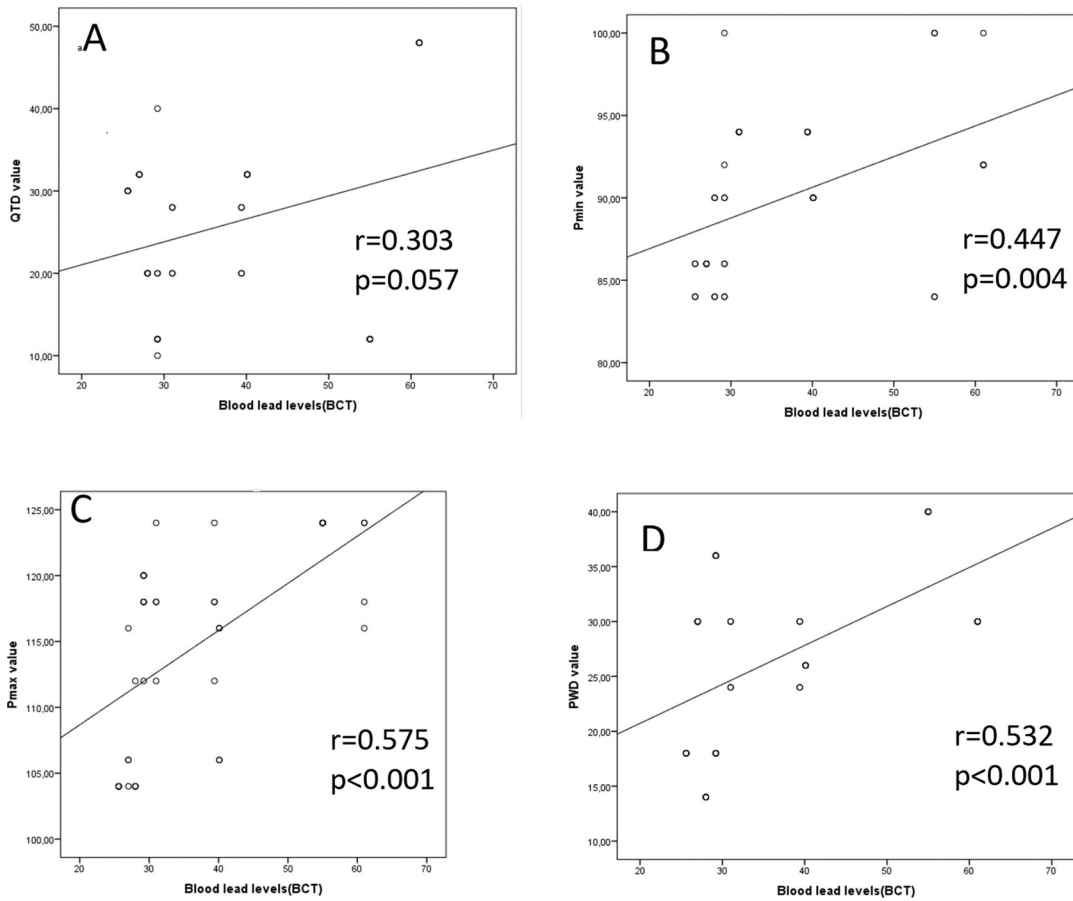 A
a
50,00
40,00
30,00
20,00
10,00
QTD value
r=0.303
p=0.057
20 30 40 50 60 70
Blood lead levels(BCT)
B
100,00
95,00
90,00
85,00
80,00
Pmin value
r=0.447
p=0.004
20 30 40 50 60 70
Blood lead levels(BCT)
C
125,00
120,00
115,00
110,00
105,00
100,00
Pmax value
r=0.575
p<0.001
20 30 40 50 60 70
Blood lead levels(BCT)
D
40,00
35,00
30,00
25,00
20,00
15,00
10,00
PWD value
r=0.532
p<0.001
20 30 40 50 60 70
Blood lead levels(BCT)